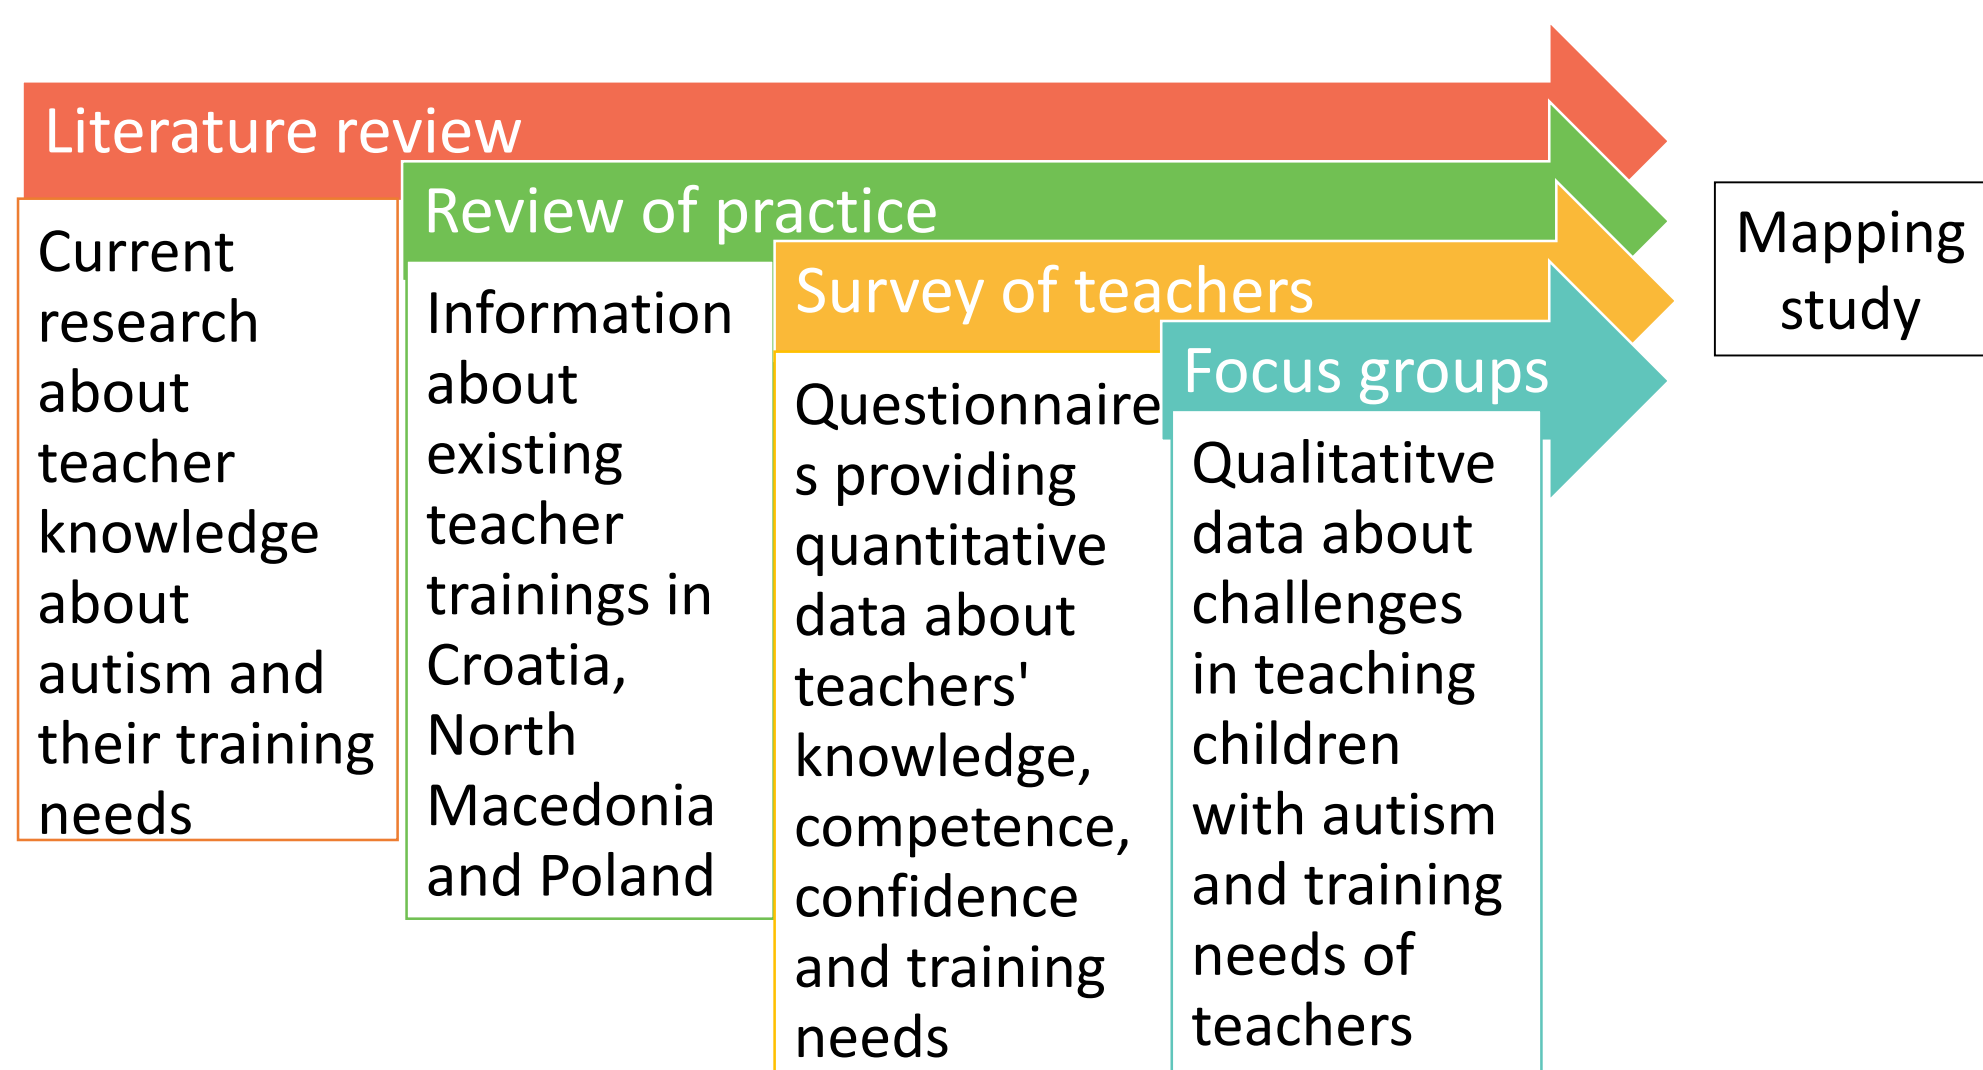 Literature review
Current
research
about
teacher
knowledge
about
autism and
their training
needs
Review of practice
Information
about
existing
teacher
trainings in
Croatia,
North
Macedonia
and Poland
Survey of teachers
Questionnaire
s providing
quantitative
data about
teachers'
knowledge,
competence,
confidence
and training
needs
Focus groups
Qualitatitve
data about
challenges
in teaching
children
with autism
and training
needs of
teachers
Mapping
study